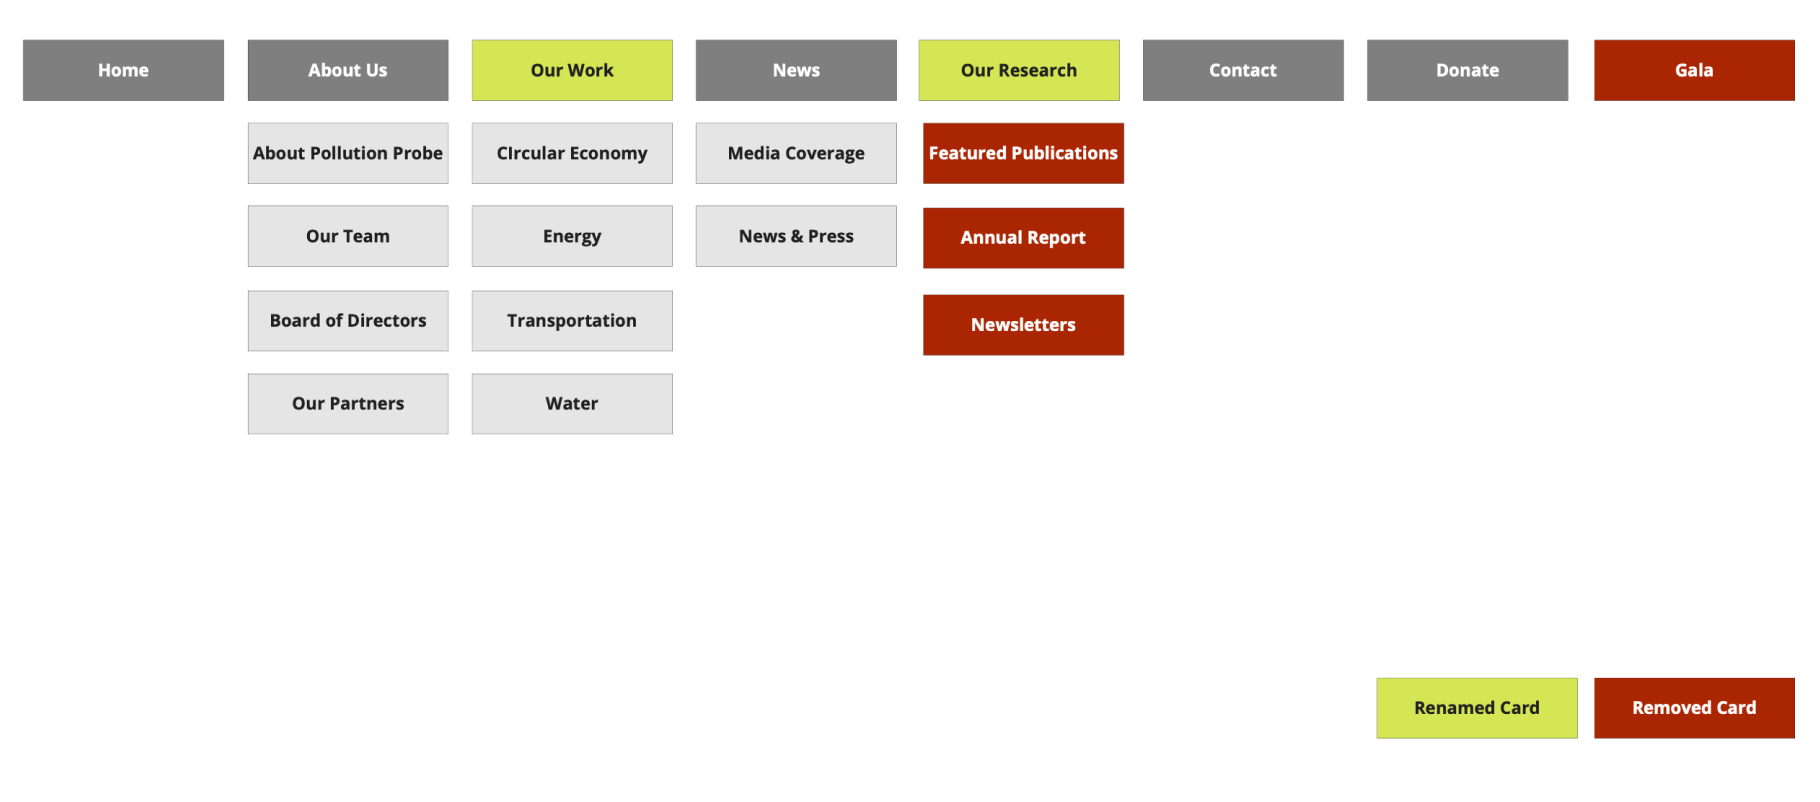 Home
About Us
Our Work
News
Our Research
Contact
Donate
Gala
About Pollution Probe
CIrcular Economy
Media Coverage
Featured Publications
Our Team
Energy
News & Press
Annual Report
Board of Directors
Transportation
Newsletters
Our Partners
Water
Renamed Card
Removed Card